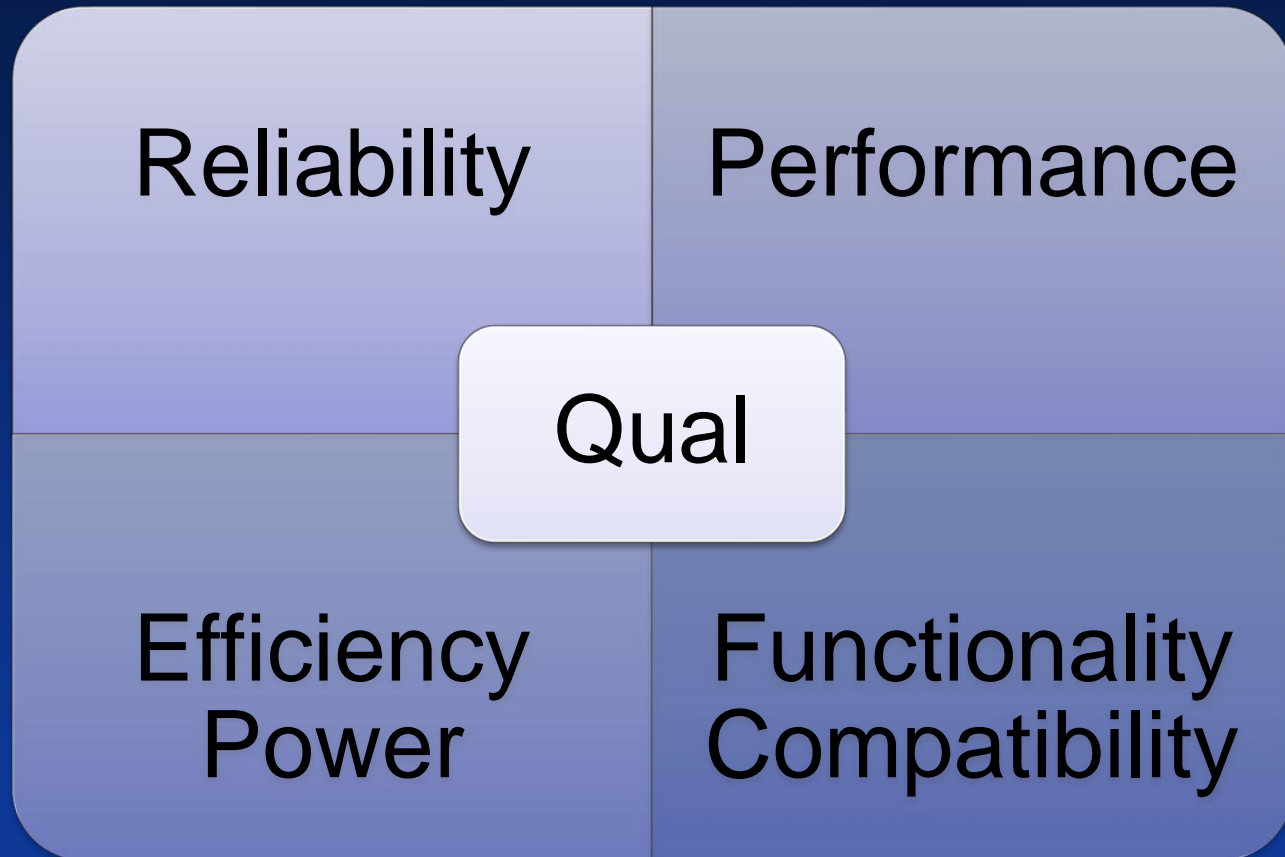 Reliability
Performance
Qual
Efficiency
Power
Functionality
Compatibility